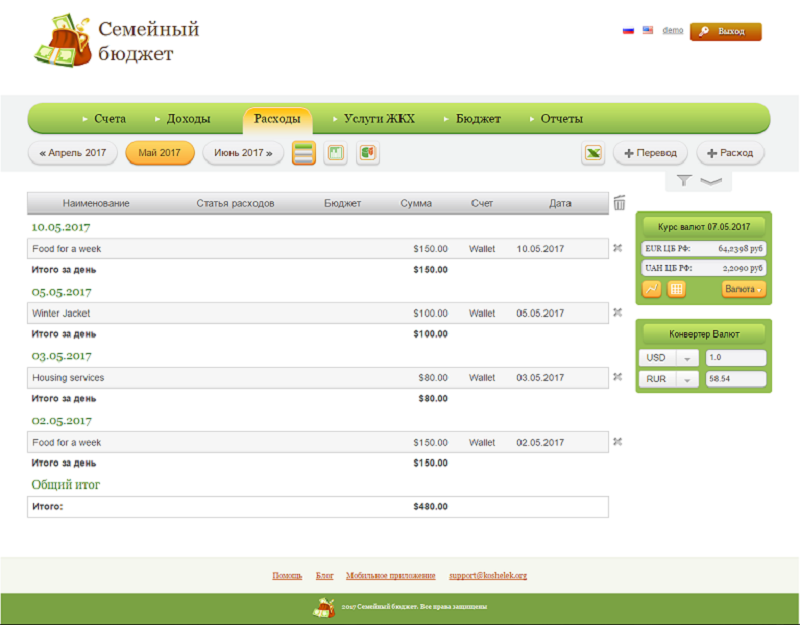 Семейный
бюджет
demo
Выход
Счета Доходы Расходы Услуги ЖКХ Бюджет Отчеты
« Апрель 2017 Май 2017 Июнь 2017 » + Перевод + Расход
Наименование Статья расходов Бюджет Сумма Счет Дата
10.05.2017
Food for a week $150.00 Wallet 10.05.2017
Итого за день $150.00
05.05.2017
Winter Jacket $100.00 Wallet 05.05.2017
Итого за день $100.00
03.05.2017
Housing services $80.00 Wallet 03.05.2017
Итого за день $80.00
02.05.2017
Food for a week $150.00 Wallet 02.05.2017
Итого за день $150.00
Общий итог
Итого: $480.00
Курс валют 07.05.2017
EUR ЦБ РФ: 64,2398 руб
UAH ЦБ РФ: 2,2090 руб
Валюта
Конвертер Валют
USD 1.0
RUR 58.54
Помощь Блог Мобильное приложение support@koshelek.org
2017 Семейный бюджет. Все права защищены